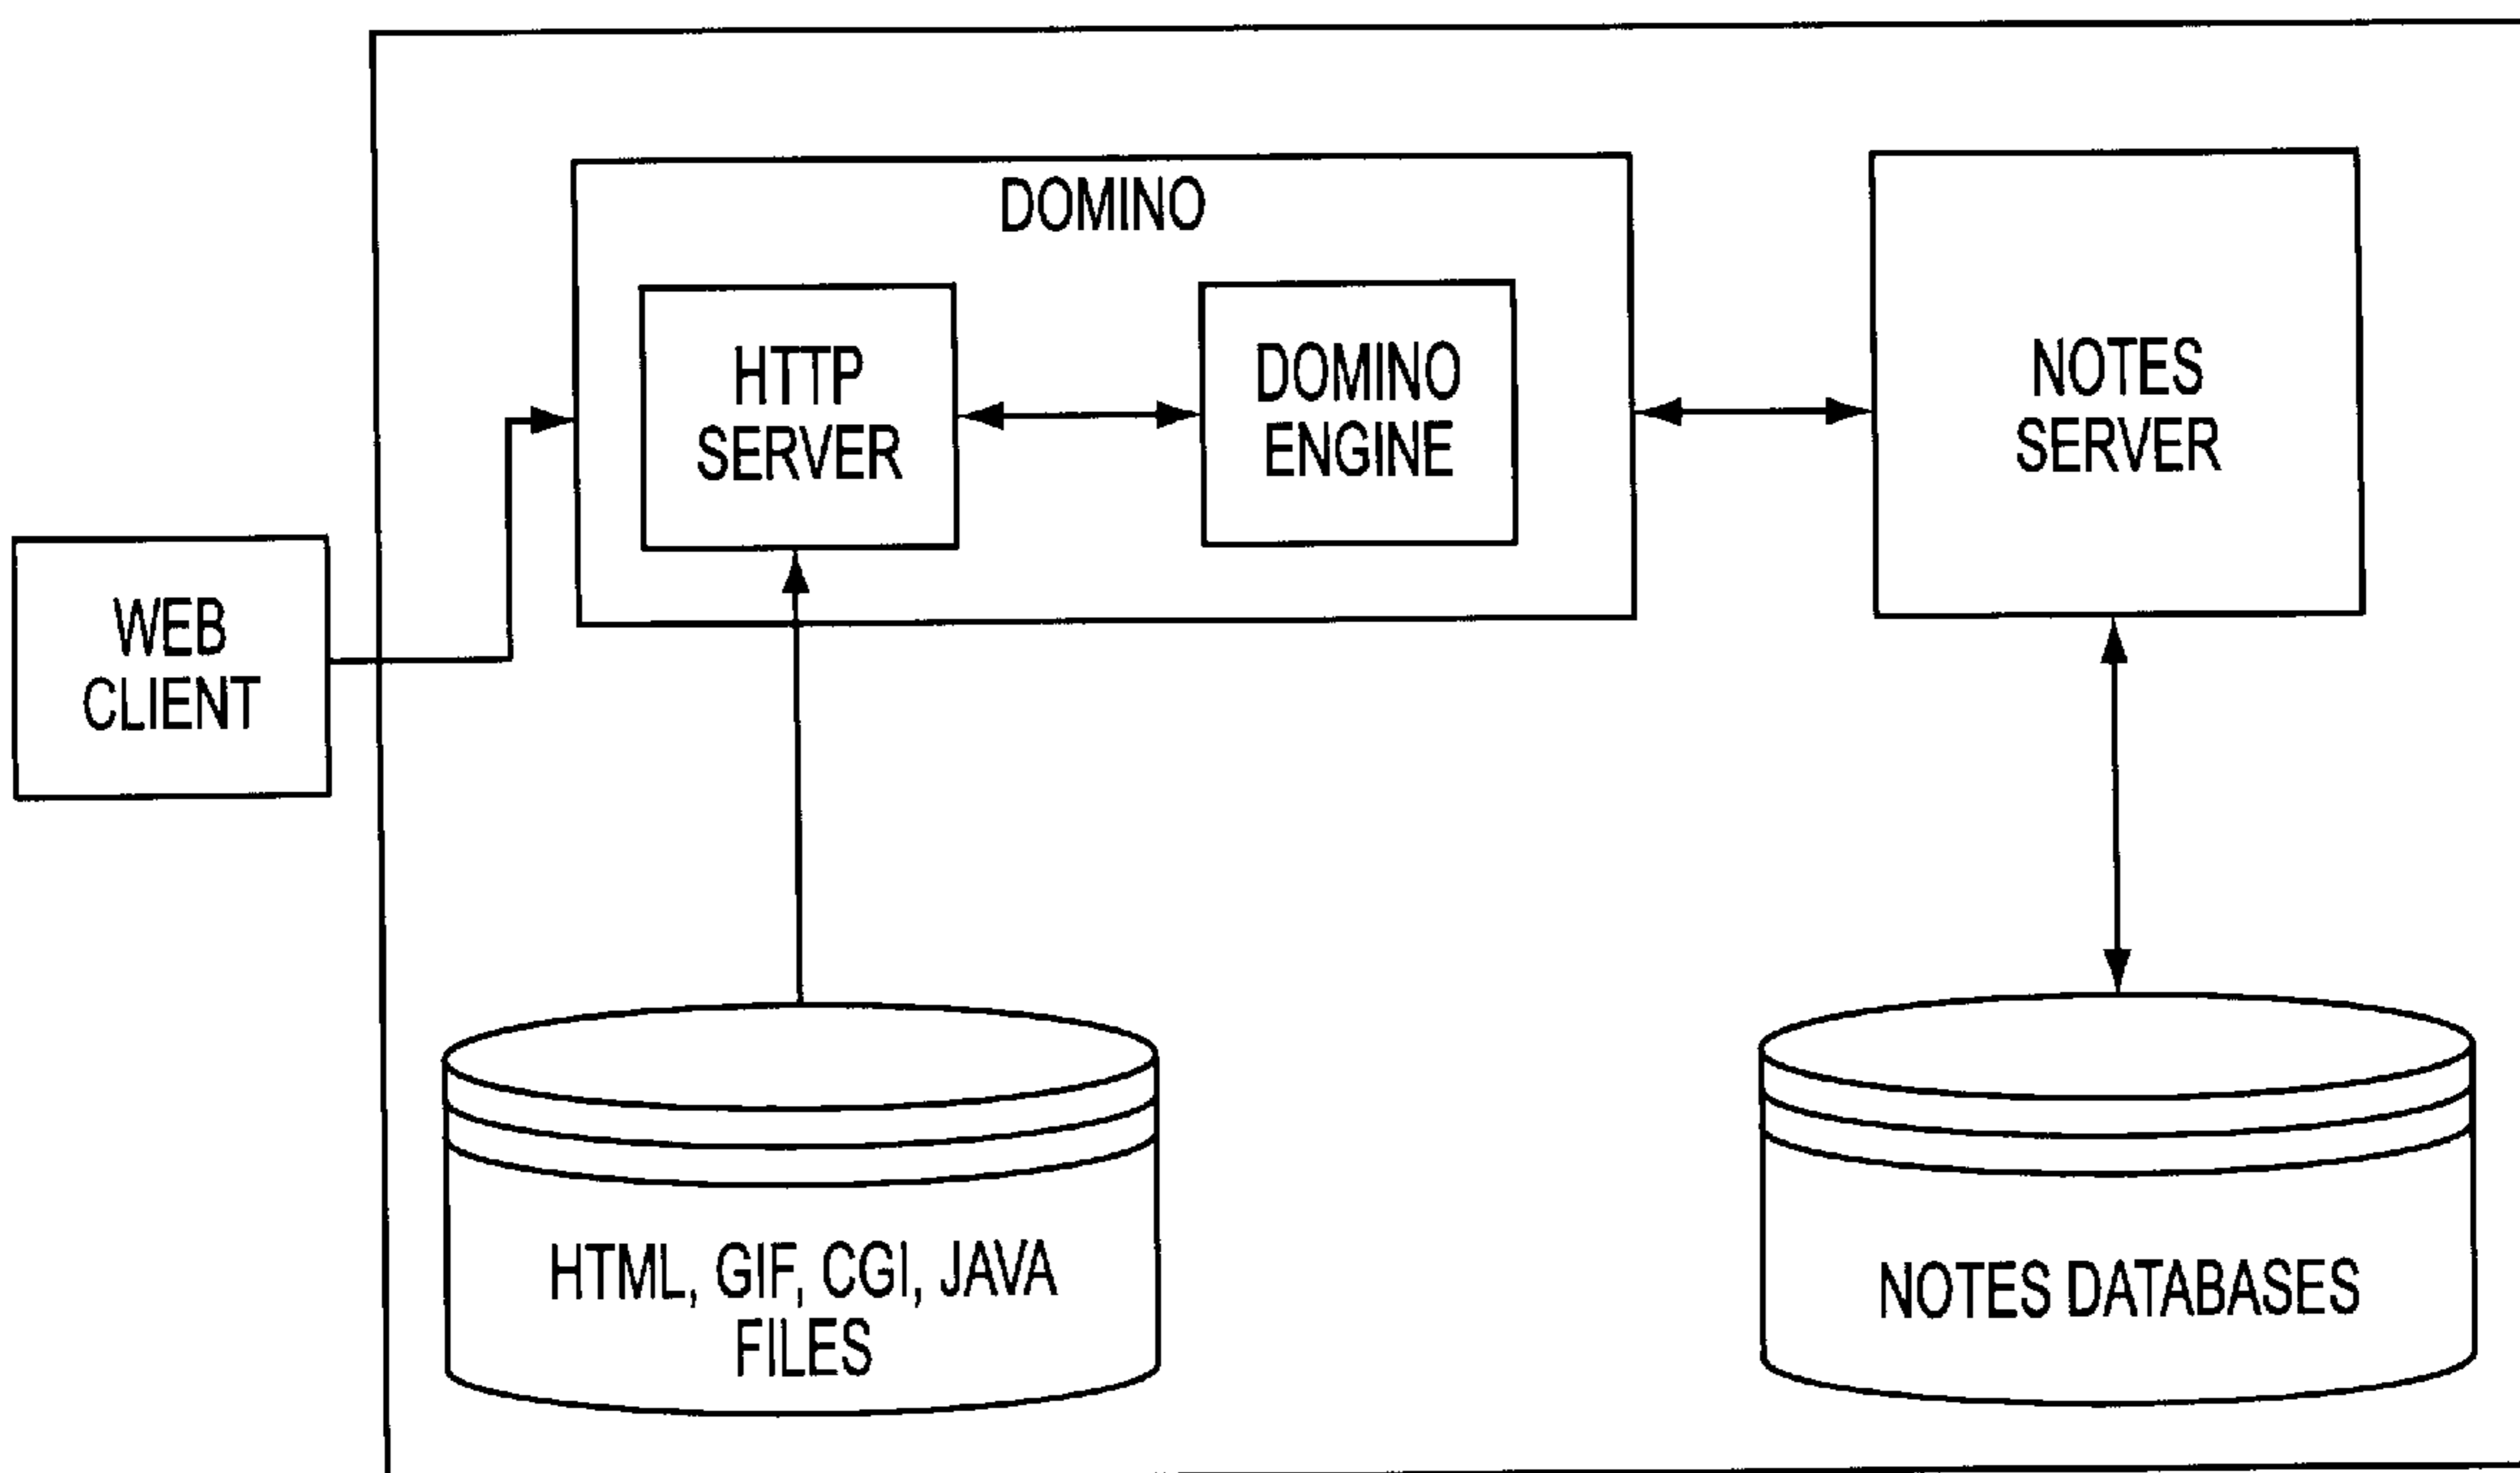 DOMINO
HTTP
SERVER
DOMINO
ENGINE
NOTES
SERVER
WEB
CLIENT
HTML, GIF, CGI, JAVA
FILES
NOTES DATABASES